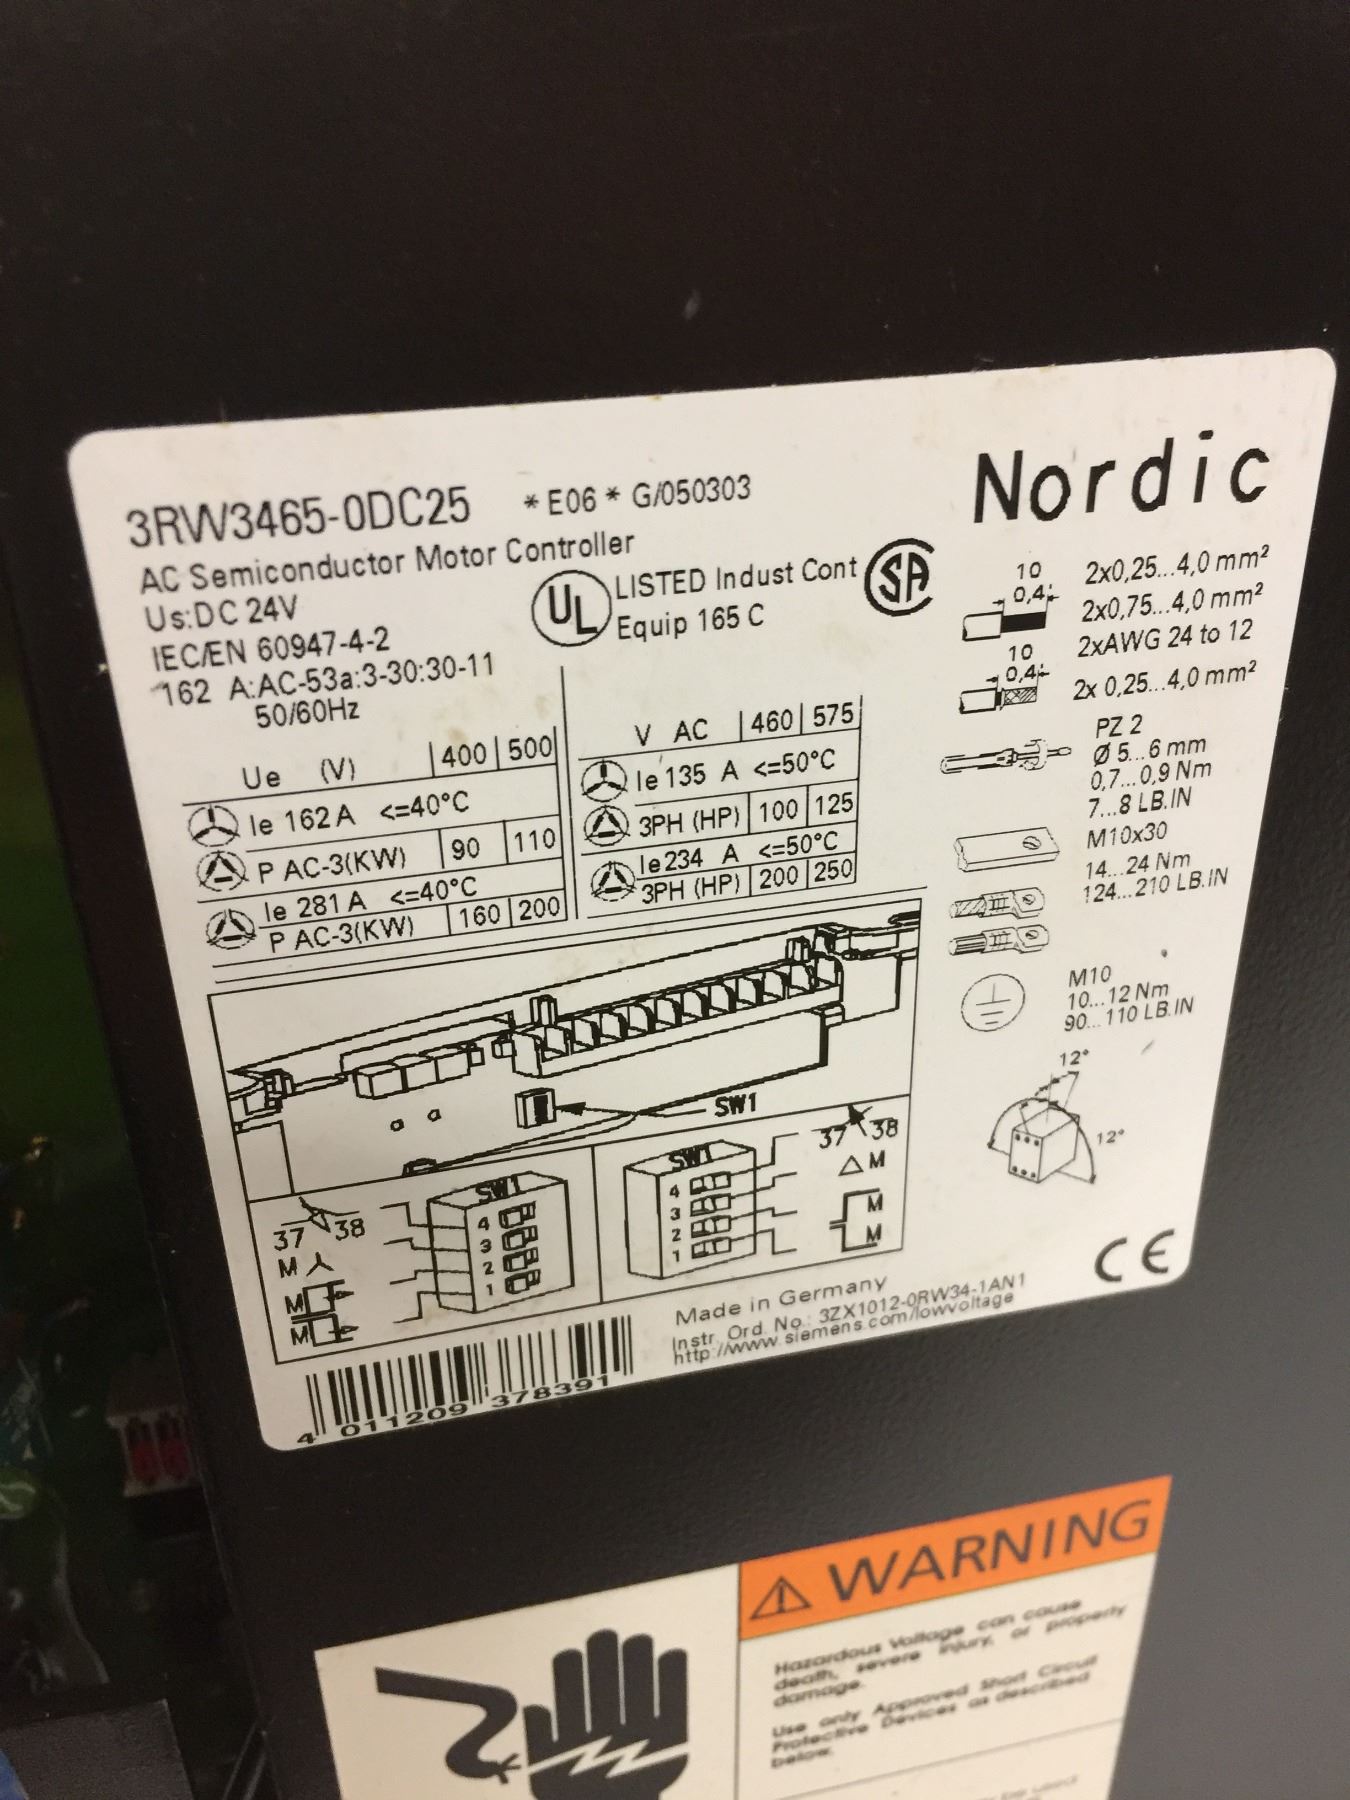 Nordic
3RW3465-0DC25 *E06* G/050303
AC Semiconductor Motor Controller
Us:DC 24V
IEC/EN 60947-4-2
162 A:AC-53a:3-30:30-11
50/60Hz
UL LISTED Indust Cont
Equip 165 C
SA
Ue (V) 400 500
Ie 162 A <=40°C
P AC-3(KW) 90 110
Ie 281 A <=40°C
P AC-3(KW) 160 200
V AC 460 575
Ie 135 A <=50°C
3PH (HP) 100 125
Ie 234 A <=50°C
3PH (HP) 200 250
10
0,4
2x0,25...4,0 mm²
2x0,75...4,0 mm²
2xAWG 24 to 12
10
0,4
2x 0,25...4,0 mm²
PZ 2
Ø 5...6 mm
0,7...0,9 Nm
7...8 LB.IN
M10x30
14...24 Nm
124...210 LB.IN
M10
10...12 Nm
90...110 LB.IN
12°
12°
SW1
37 38
M
M
M
SW1
4
3
2
1
SW1
4
3
2
1
37 38
M
M
M
CE
Made in Germany
Instr. Ord. No.: 3ZX1012-0RW34-1AN1
http://www.siemens.com/lowvoltage
4 011209 378391
WARNING
Hazardous Voltage can cause
death, severe injury, or property
damage.
Use only Approved Short Circuit
Protective Devices as described
below.